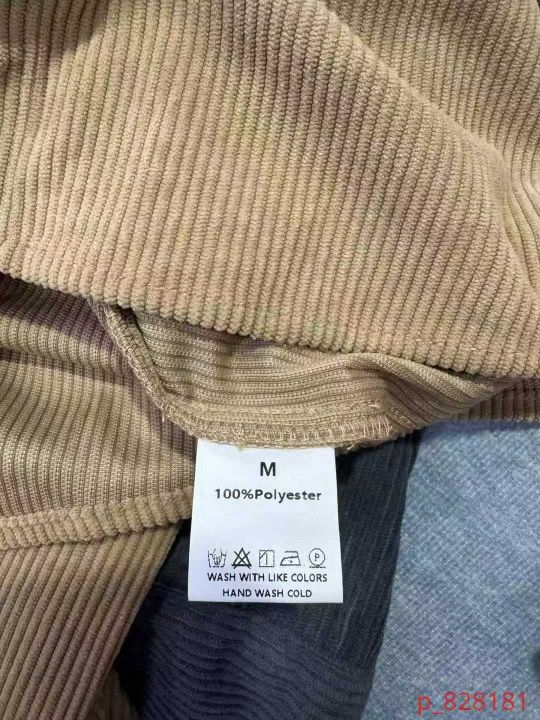 M
100%Polyester
P
WASH WITH LIKE COLORS
HAND WASH COLD
p_828181